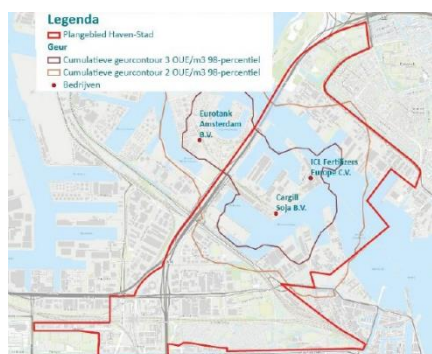 Legenda
Plangebied Haven-Stad
Geur
Cumulatieve geurcontour 3 OUE/m3 98-percentiel
Cumulatieve geurcontour 2 OUE/m3 98-percentiel
Bedrijven
Eurotank
Amsterdam
B.V.
ICL Fertilizers
Europe C.V.
Cargill
Soja B.V.